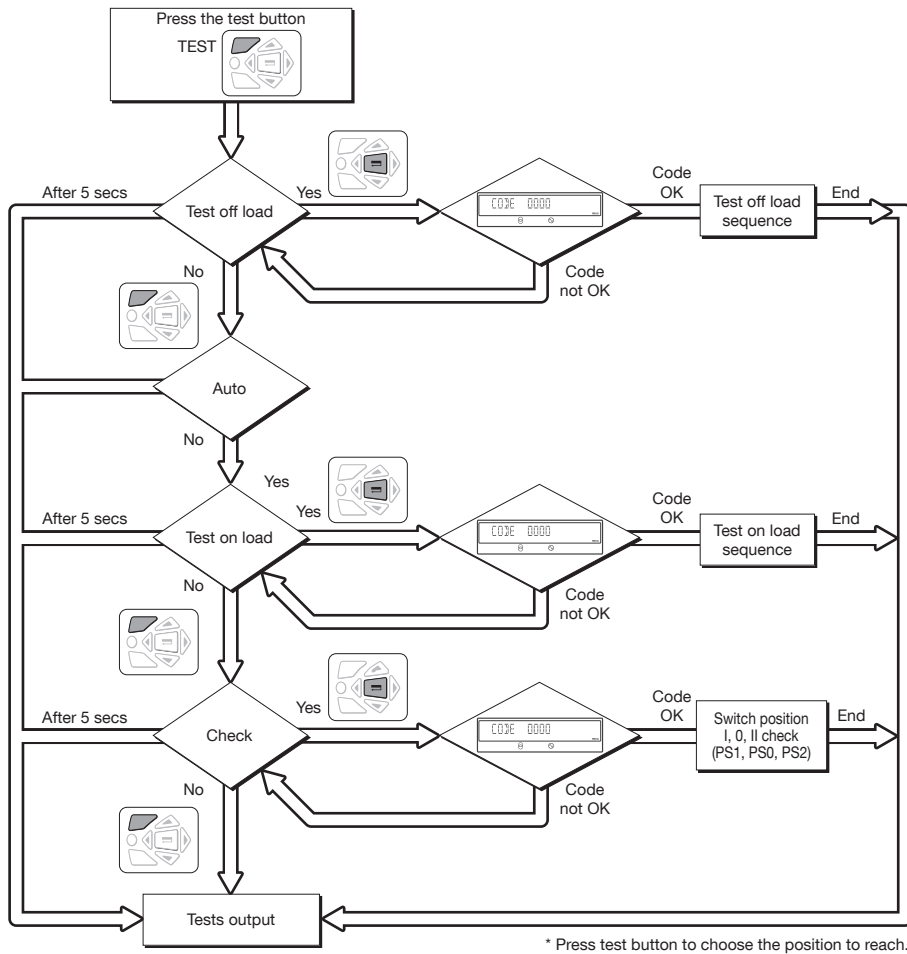 Press the test button
TEST
After 5 secs
Test off load
Yes
CODE 0000
Code
OK
Test off load
sequence
End
No
Code
not OK
Auto
No
Yes
After 5 secs
Test on load
Yes
CODE 0000
Code
OK
Test on load
sequence
End
No
Code
not OK
After 5 secs
Check
Yes
CODE 0000
Code
OK
Switch position
I, 0, II check
(PS1, PS0, PS2)
End
No
Code
not OK
Tests output
* Press test button to choose the position to reach.